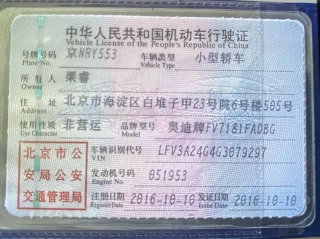 中华人民共和国机动车行驶证
Vehicle License of the People's Republic of China
号牌号码 京NRY553 车辆类型 小型轿车
Plate No. Vehicle Type
所有人 栗睿
Owner
住址 北京市海淀区白堆子甲23号院6号楼505号
Address
使用性质 非营运 品牌型号 奥迪牌FV7181FADBG
Use Character Model
北京市公 车辆识别代号 LFV3A24G4G3079297
VIN
安局公安 发动机号码 051953
Engine No.
交通管理局 注册日期 2016-10-10 发证日期 2016-10-10
Register Date Issue Date